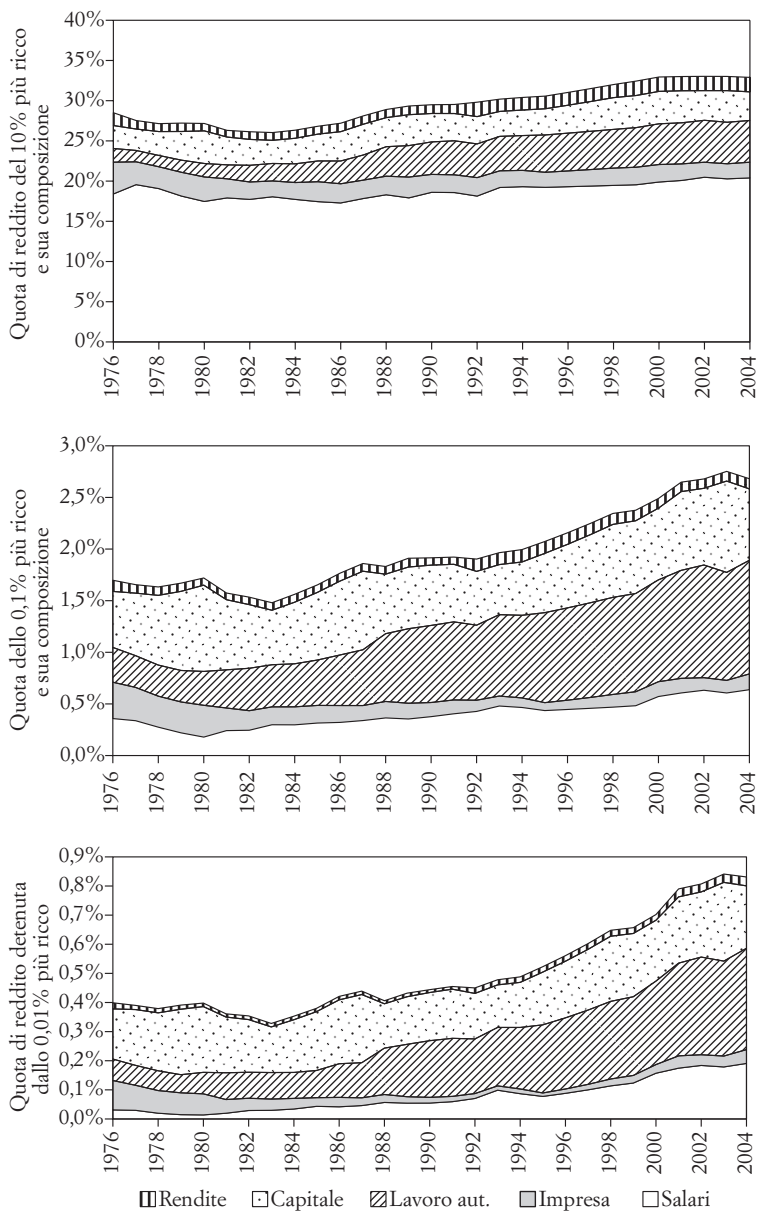 Quota di reddito del 10% più ricco
e sua composizione
40%
35%
30%
25%
20%
15%
10%
5%
0%
1976 1978 1980 1982 1984 1986 1988 1990 1992 1994 1996 1998 2000 2002 2004
Quota dello 0,1% più ricco
e sua composizione
3,0%
2,5%
2,0%
1,5%
1,0%
0,5%
0,0%
1976 1978 1980 1982 1984 1986 1988 1990 1992 1994 1996 1998 2000 2002 2004
Quota di reddito detenuta
dallo 0,01% più ricco
0,9%
0,8%
0,7%
0,6%
0,5%
0,4%
0,3%
0,2%
0,1%
0,0%
1976 1978 1980 1982 1984 1986 1988 1990 1992 1994 1996 1998 2000 2002 2004
Rendite Capitale Lavoro aut. Impresa Salari